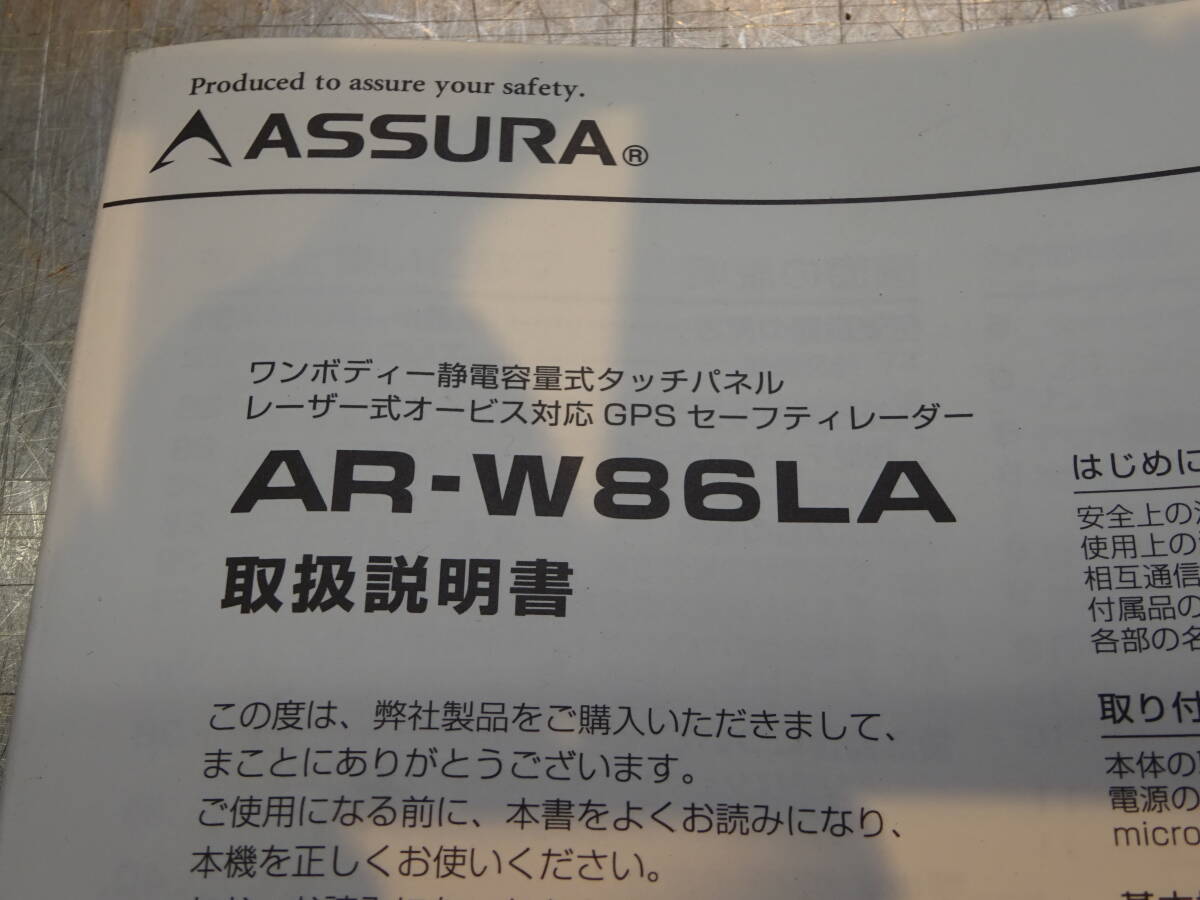 Produced to assure your safety.
ASSURA®
ワンボディー静電容量式タッチパネル
レーザー式オービス対応 GPS セーフティレーダー
AR-W86LA
取扱説明書
この度は、弊社製品をご購入いただきまして、
まことにありがとうございます。
ご使用になる前に、本書をよくお読みになり、
本機を正しくお使いください。
はじめに
安全上の
使用上の
相互通信
付属品の
各部の名
取り付
本体の
電源の
micro